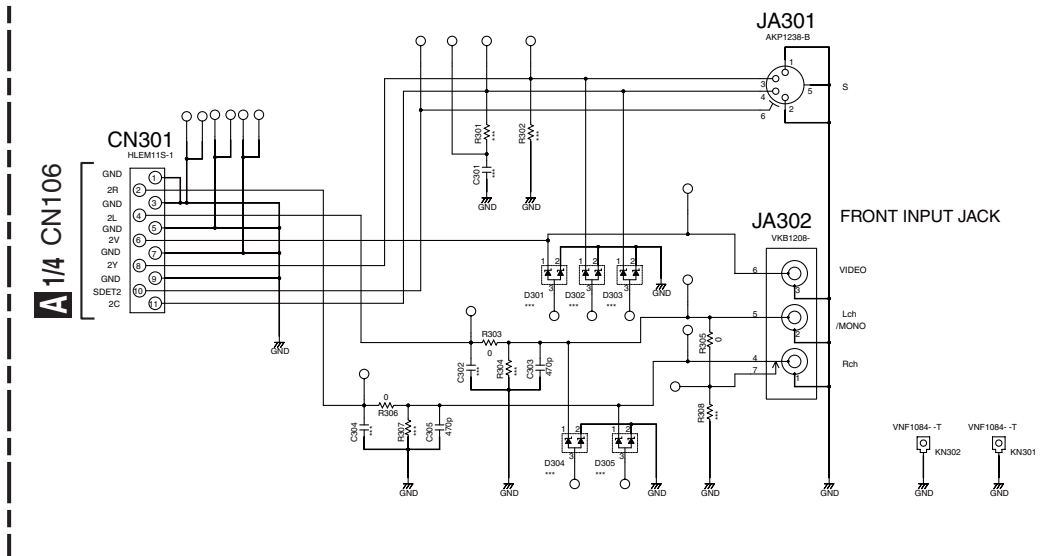 JA301
AKP1238-B
1
3
4
5
S
2
6
R301
***
R302
***
C301
***
GND
GND
CN301
HLEM11S-1
A 1/4 CN106
GND 1
2R 2
GND 3
2L 4
GND 5
2V 6
GND 7
2Y 8
GND 9
SDET2 10
2C 11
GND
JA302
VKB1208-
FRONT INPUT JACK
6
VIDEO
3
5
Lch
/MONO
2
4
Rch
7
1
1 2 1 2 1 2
3 3 3
D301 D302 D303
*** *** ***
GND
R303
0
C302
***
R304
***
C303
470p
GND
R305
0
R308
***
GND
0
R306
C304
***
R307
***
C305
470p
GND
1 2 1 2
3 3
D304 D305
*** ***
GND
GND
VNF1084- -T
KN302
GND
VNF1084- -T
KN301
GND